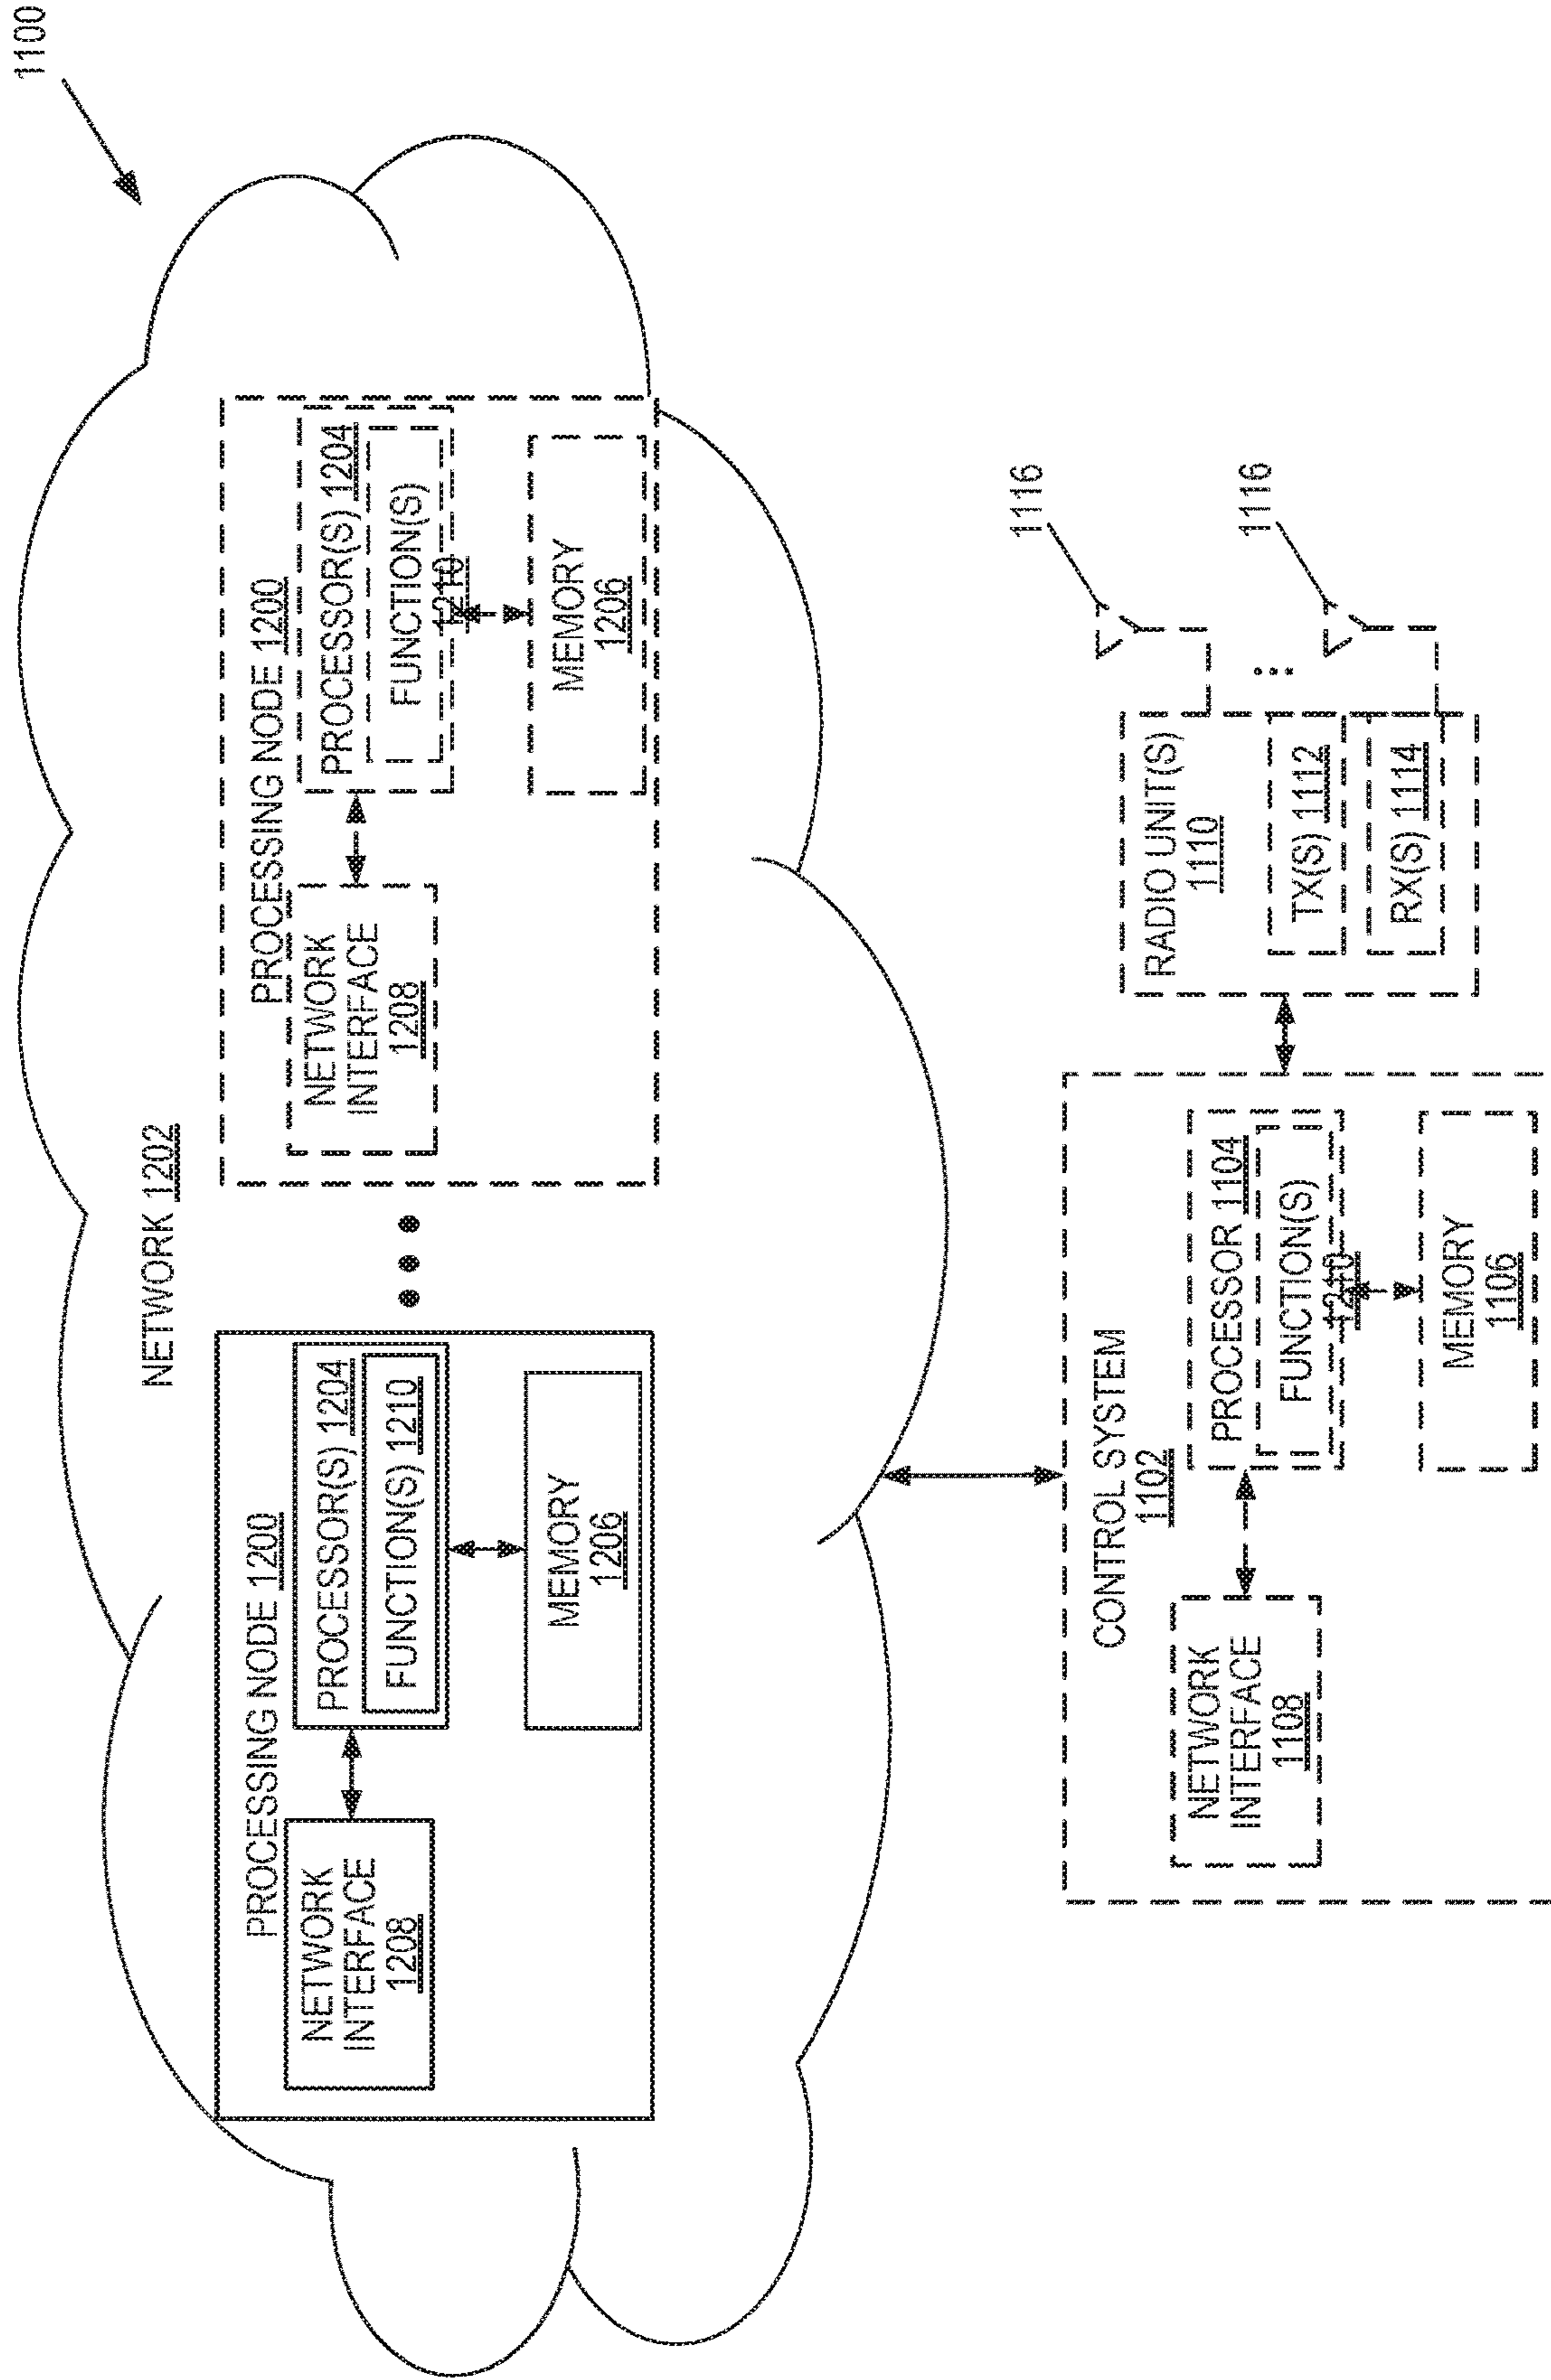 1100
NETWORK 1202
PROCESSING NODE 1200
NETWORK
INTERFACE
1208
PROCESSOR(S) 1204
FUNCTION(S) 1210
MEMORY
1206
PROCESSING NODE 1200
NETWORK
INTERFACE
1208
PROCESSOR(S) 1204
FUNCTION(S)
1210
MEMORY
1206
CONTROL SYSTEM
1102
NETWORK
INTERFACE
1108
PROCESSOR 1104
FUNCTION(S)
1210
MEMORY
1106
RADIO UNIT(S)
1110
TX(S) 1112
RX(S) 1114
1116
1116